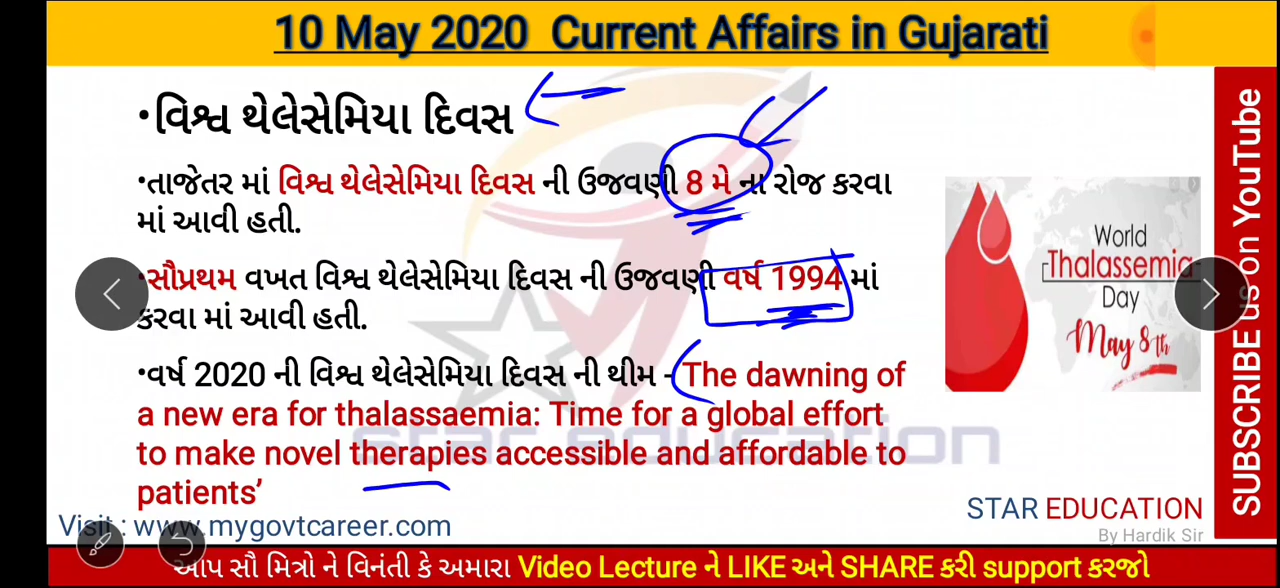 10 May 2020 Current Affairs in Gujarati
•વિશ્વ થેલેસેમિયા દિવસ
•તાજેતર માં વિશ્વ થેલેસેમિયા દિવસ ની ઉજવણી 8 મે ના રોજ કરવા
માં આવી હતી.
•સૌપ્રથમ વખત વિશ્વ થેલેસેમિયા દિવસ ની ઉજવણી વર્ષ 1994 માં
કરવા માં આવી હતી.
•વર્ષ 2020 ની વિશ્વ થેલેસેમિયા દિવસ ની થીમ - The dawning of
a new era for thalassaemia: Time for a global effort
to make novel therapies accessible and affordable to
patients’
World
Thalassemia
Day
May 8th
star education
STAR EDUCATION
By Hardik Sir
Visit : www.mygovtcareer.com
આપ સૌ મિત્રો ને વિનંતી કે અમારા Video Lecture ને LIKE અને SHARE કરી support કરજો
SUBSCRIBE us on YouTube